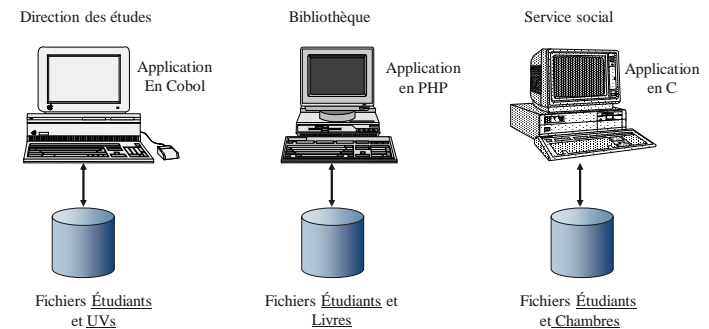 Direction des études
Bibliothèque
Service social
Application
En Cobol
Application
en PHP
Application
en C
Fichiers Étudiants
et UVs
Fichiers Étudiants et
Livres
Fichiers Étudiants
et Chambres